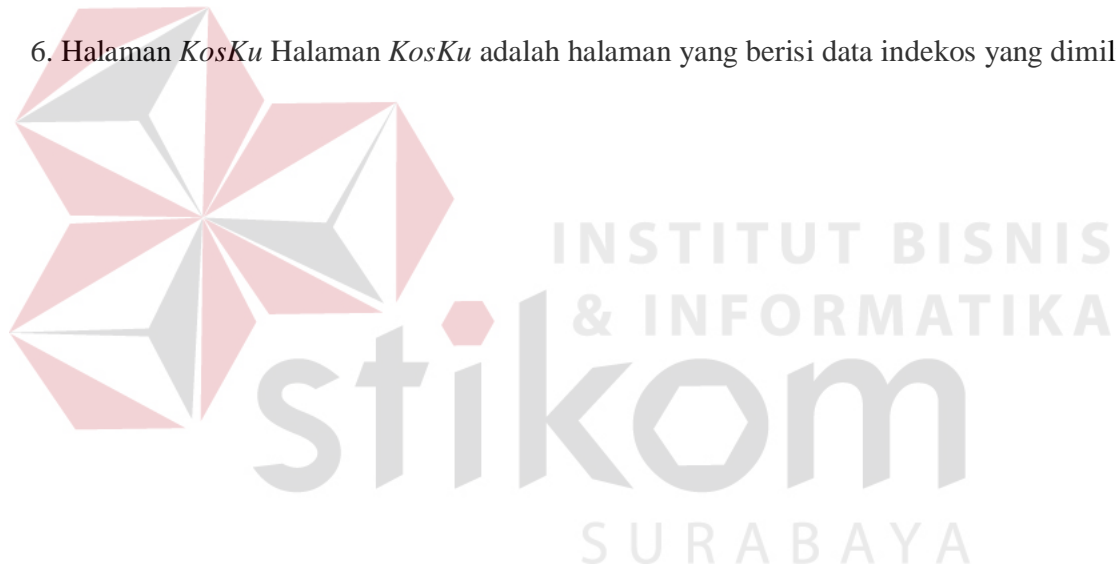 6. Halaman KosKu Halaman KosKu adalah halaman yang berisi data indekos yang dimil
INSTITUT BISNIS
& INFORMATIKA
stikom
SURABAYA